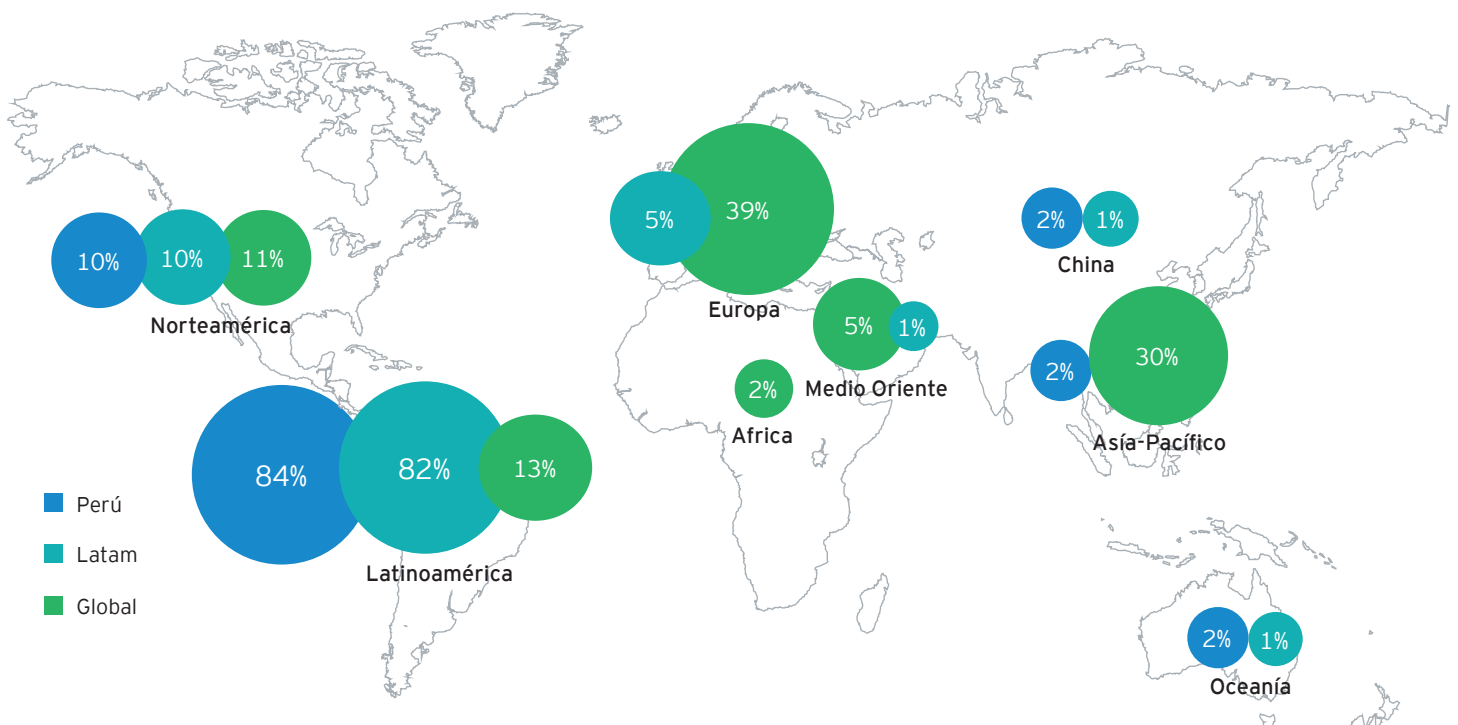 10% 10% 11%
Norteamérica
84% 82% 13%
Latinoamérica
5% 39%
Europa
5% 1%
Medio Oriente
2%
Africa
2% 1%
China
2% 30%
Asía-Pacífico
2% 1%
Oceanía
Perú
Latam
Global